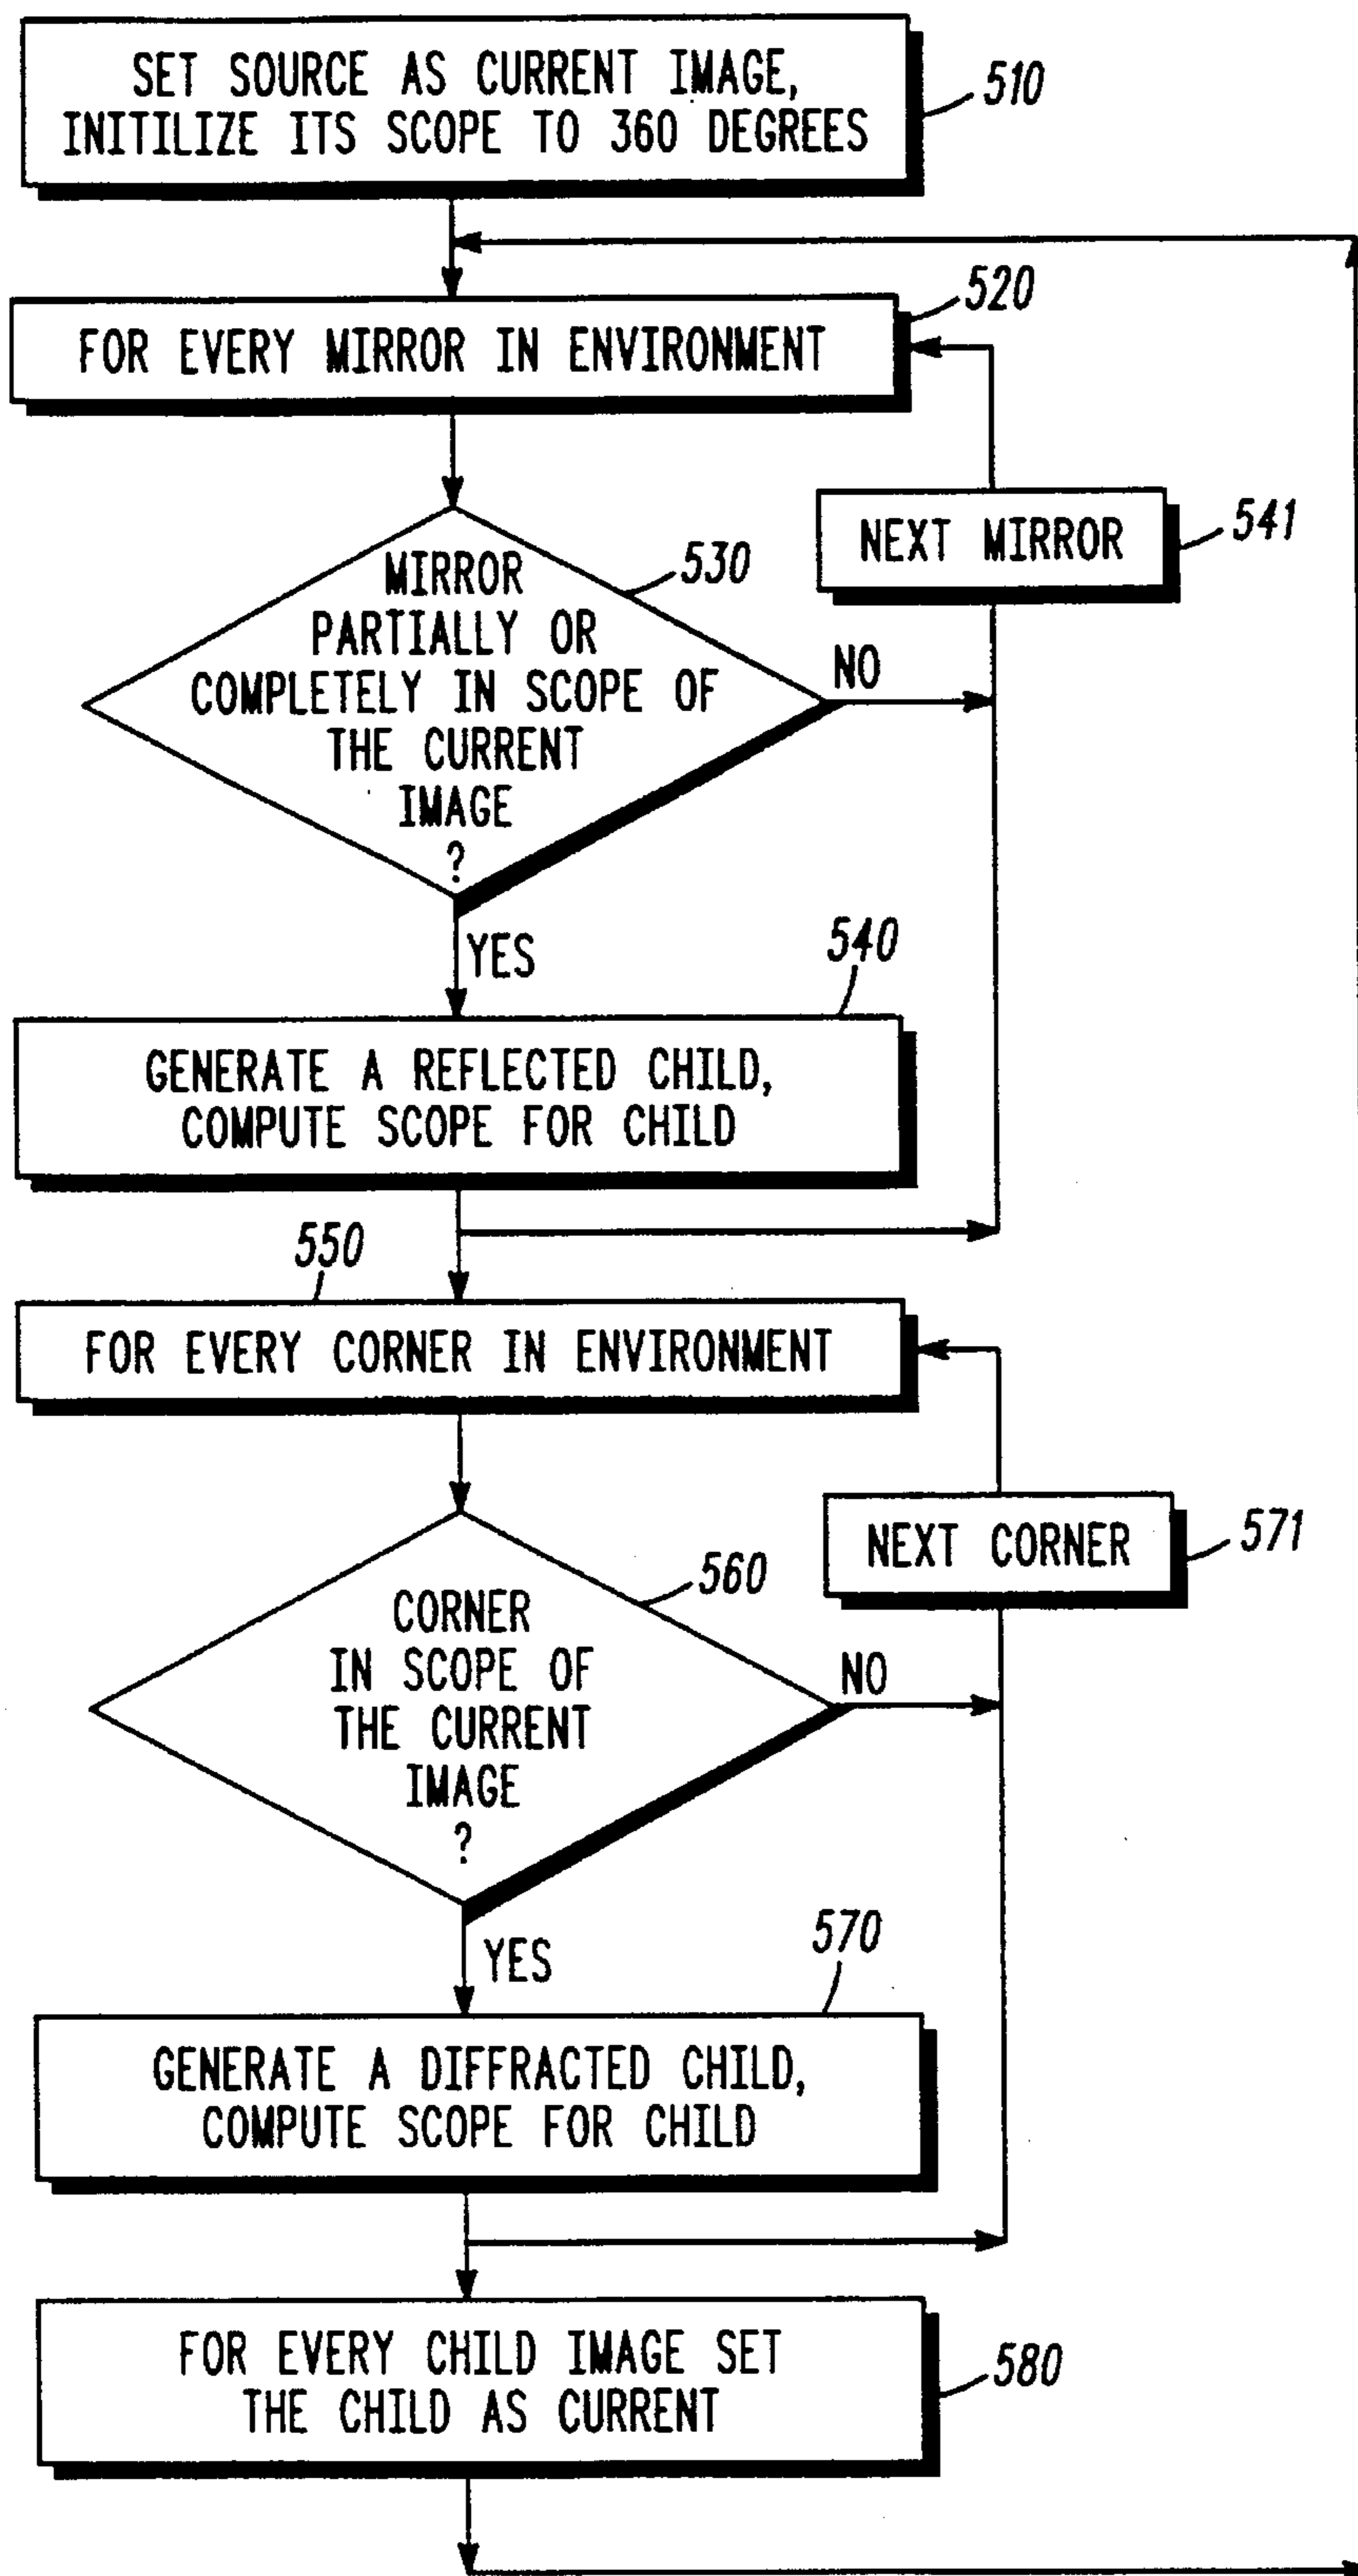 SET SOURCE AS CURRENT IMAGE,
INITILIZE ITS SCOPE TO 360 DEGREES
510
520
FOR EVERY MIRROR IN ENVIRONMENT
NEXT MIRROR
541
530
MIRROR
PARTIALLY OR
COMPLETELY IN SCOPE OF
THE CURRENT
IMAGE
?
NO
YES
540
GENERATE A REFLECTED CHILD,
COMPUTE SCOPE FOR CHILD
550
FOR EVERY CORNER IN ENVIRONMENT
NEXT CORNER
571
560
CORNER
IN SCOPE OF
THE CURRENT
IMAGE
?
NO
YES
570
GENERATE A DIFFRACTED CHILD,
COMPUTE SCOPE FOR CHILD
FOR EVERY CHILD IMAGE SET
THE CHILD AS CURRENT
580